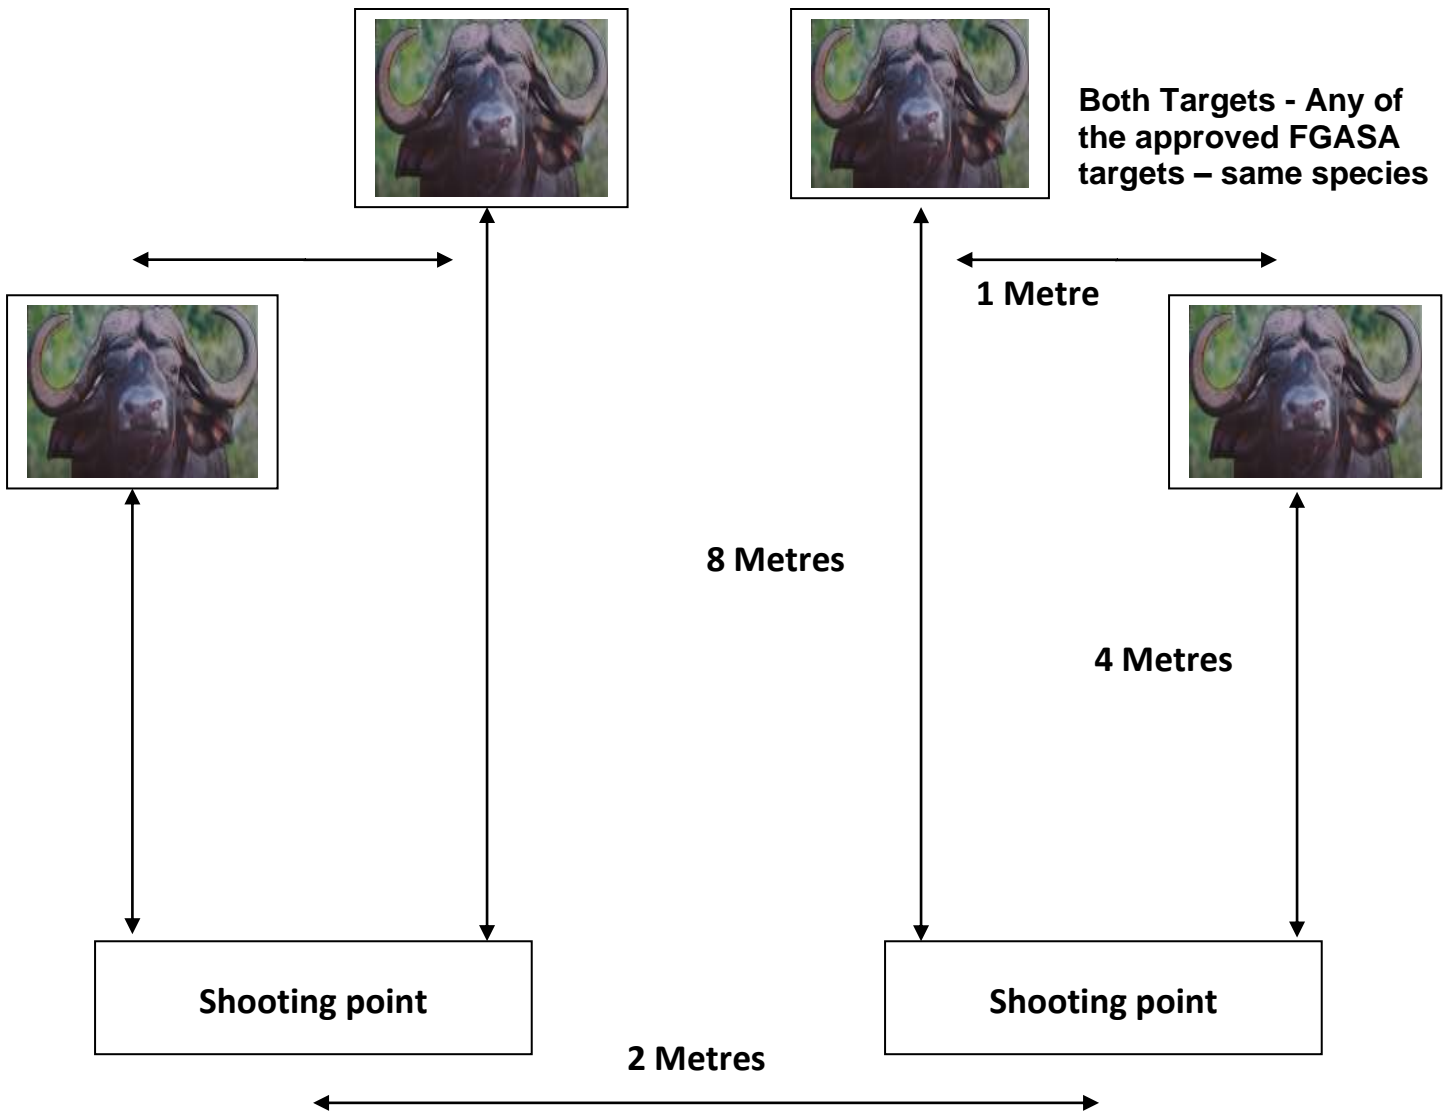 Both Targets - Any of
the approved FGASA
targets – same species
1 Metre
8 Metres
4 Metres
Shooting point
Shooting point
2 Metres